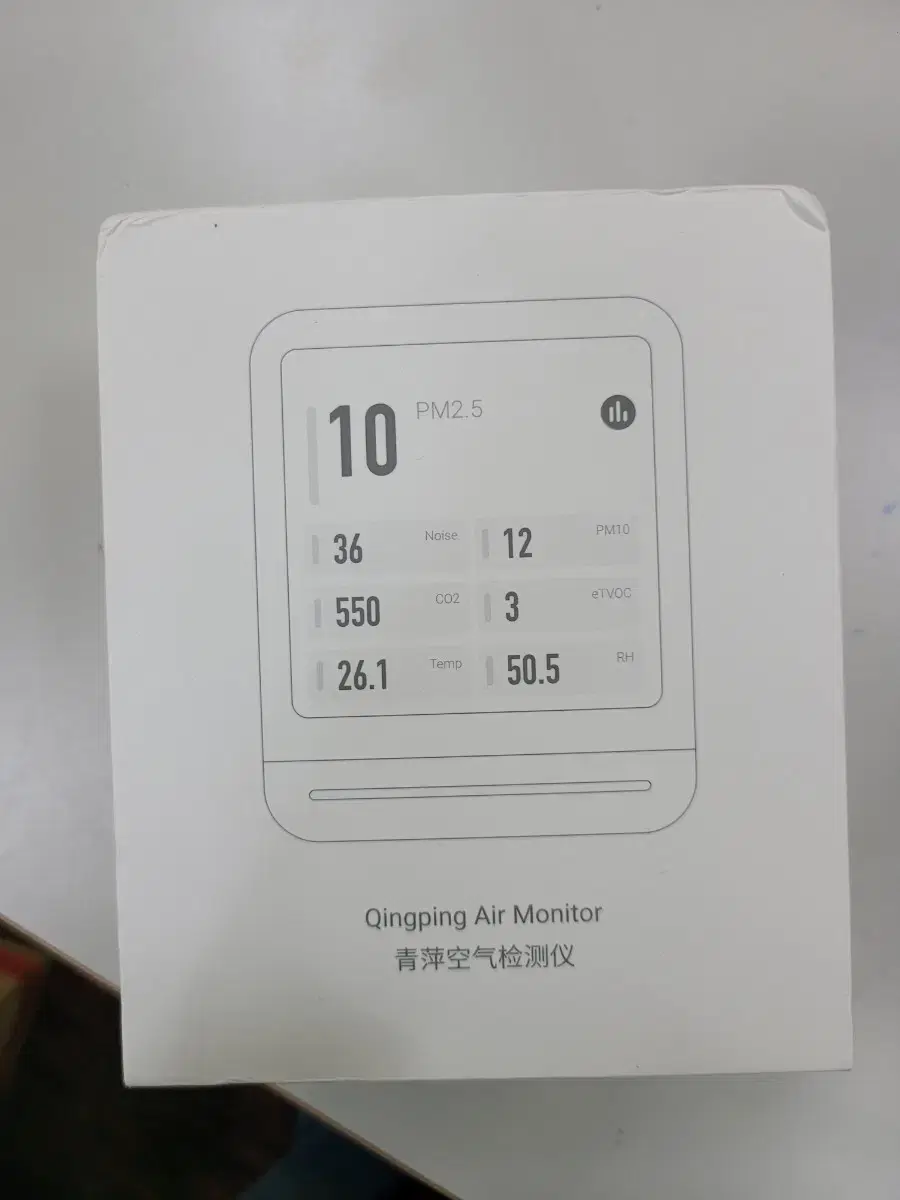 10 PM2.5
36 Noise 12 PM10
550 CO2 3 eTVOC
26.1 Temp 50.5 RH
Qingping Air Monitor
青萍空气检测仪